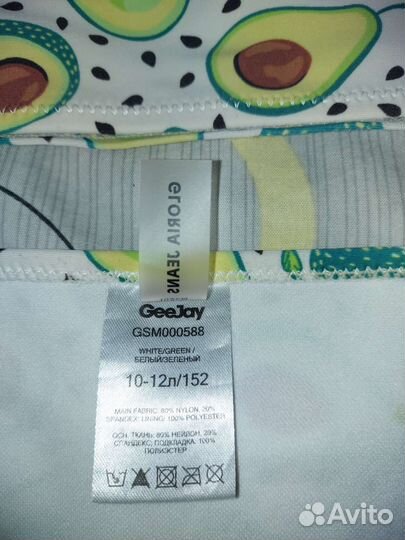 GLORIA JEANS
GeeJay
GSM000588
WHITE/GREEN/
БЕЛЫЙ/ЗЕЛЕНЫЙ
10-12л/152
MAIN FABRIC: 80% NYLON, 20%
SPANDEX; LINING: 100% POLYESTER
ОСН. ТКАНЬ: 80% НЕЙЛОН, 20%
СПАНДЕКС; ПОДКЛАДКА: 100%
ПОЛИЭСТЕР
Avito